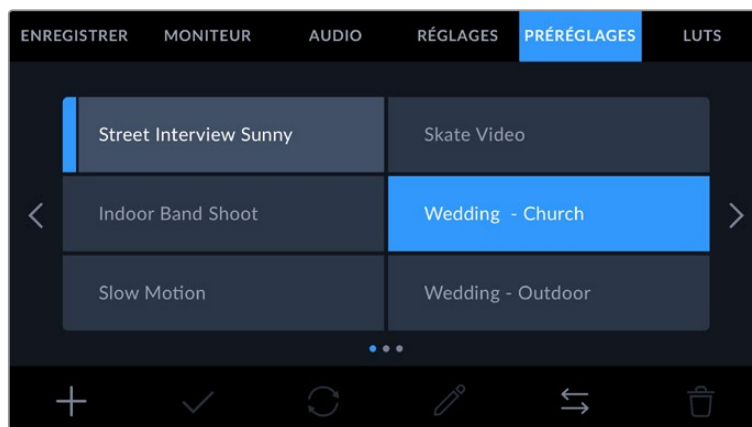 ENREGISTRER MONITEUR AUDIO RÉGLAGES PRÉRÉGLAGES LUTS
Street Interview Sunny Skate Video
Indoor Band Shoot Wedding - Church
Slow Motion Wedding - Outdoor